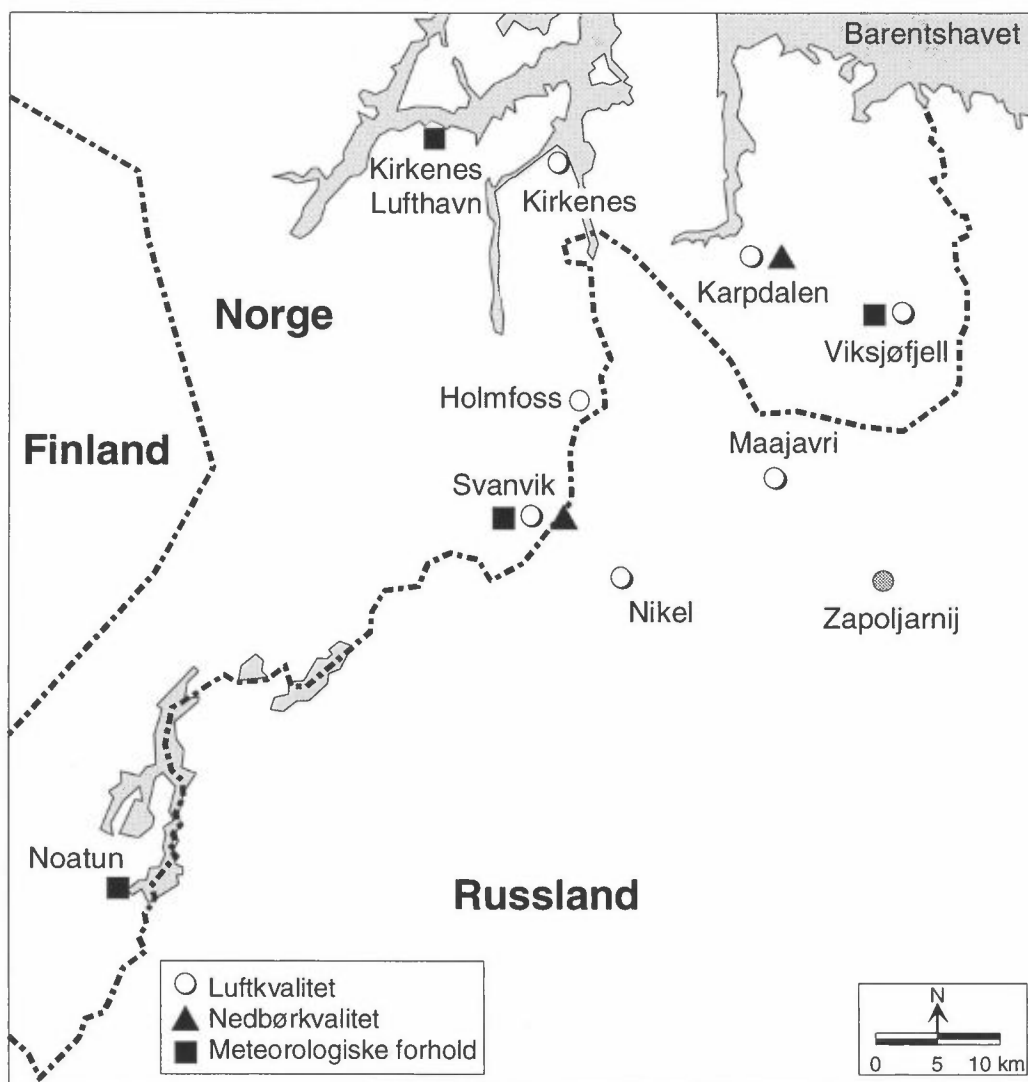 Barentshavet
Kirkenes
Lufthavn
Kirkenes
Karpdalen
Norge
Viksjøfjell
Holmfoss
Finland
Maajavri
Svanvik
Nikel
Zapoljarnij
Noatun
Russland
Luftkvalitet
Nedbørkvalitet
Meteorologiske forhold
N
0 5 10 km